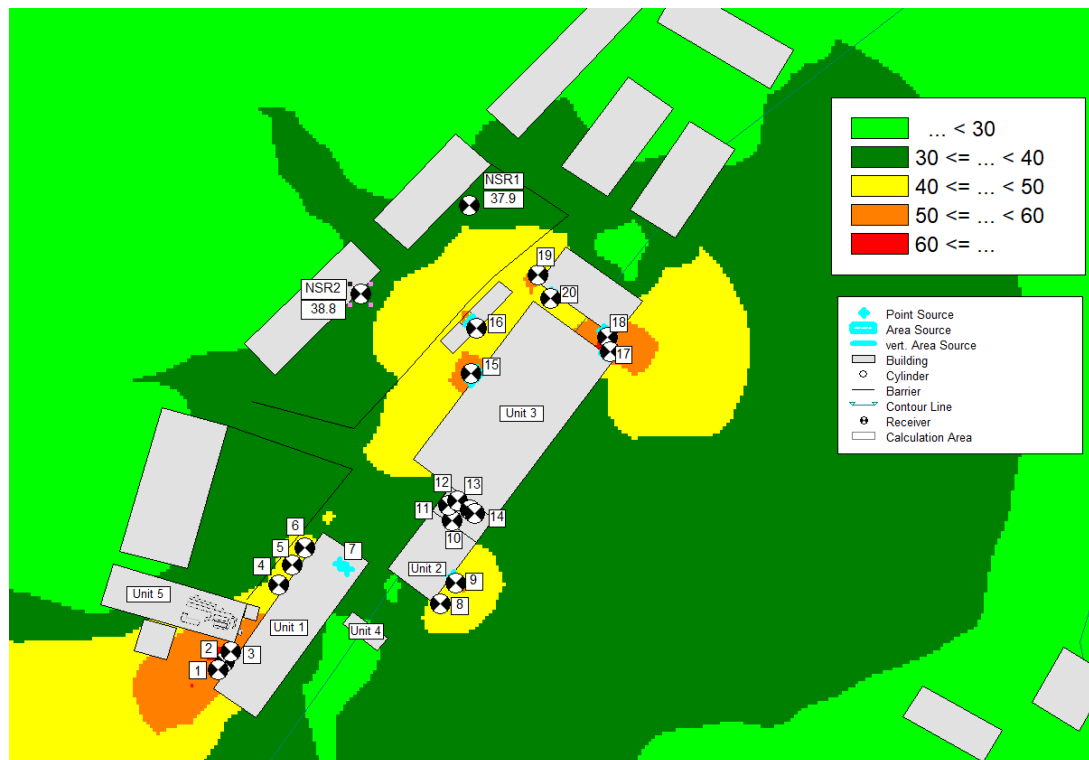 NSR1
37.9
... < 30
30 <= ... < 40
40 <= ... < 50
50 <= ... < 60
60 <= ...
19
NSR2
38.8
20
16
18
17
15
Point Source
Area Source
vert. Area Source
Building
Cylinder
Barrier
Contour Line
Receiver
Calculation Area
Unit 3
12
13
11
14
10
6
5
7
4
Unit 2
9
8
Unit 5
Unit 1
Unit 4
2
3
1